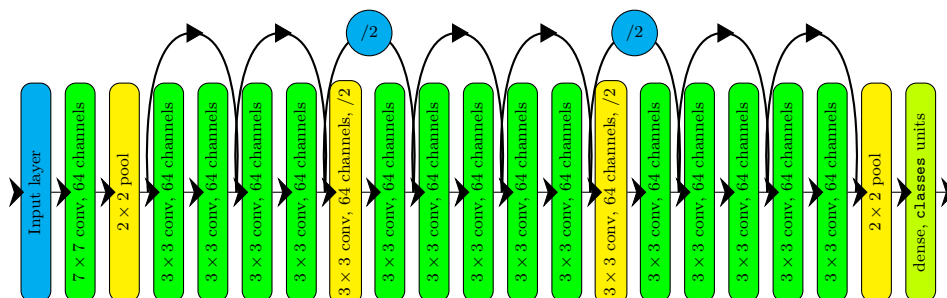 /2
/2
Input layer
7 × 7 conv, 64 channels
2 × 2 pool
3 × 3 conv, 64 channels
3 × 3 conv, 64 channels
3 × 3 conv, 64 channels
3 × 3 conv, 64 channels
3 × 3 conv, 64 channels, /2
3 × 3 conv, 64 channels
3 × 3 conv, 64 channels
3 × 3 conv, 64 channels
3 × 3 conv, 64 channels
3 × 3 conv, 64 channels
3 × 3 conv, 64 channels, /2
3 × 3 conv, 64 channels
3 × 3 conv, 64 channels
3 × 3 conv, 64 channels
3 × 3 conv, 64 channels
3 × 3 conv, 64 channels
2 × 2 pool
dense, classes units